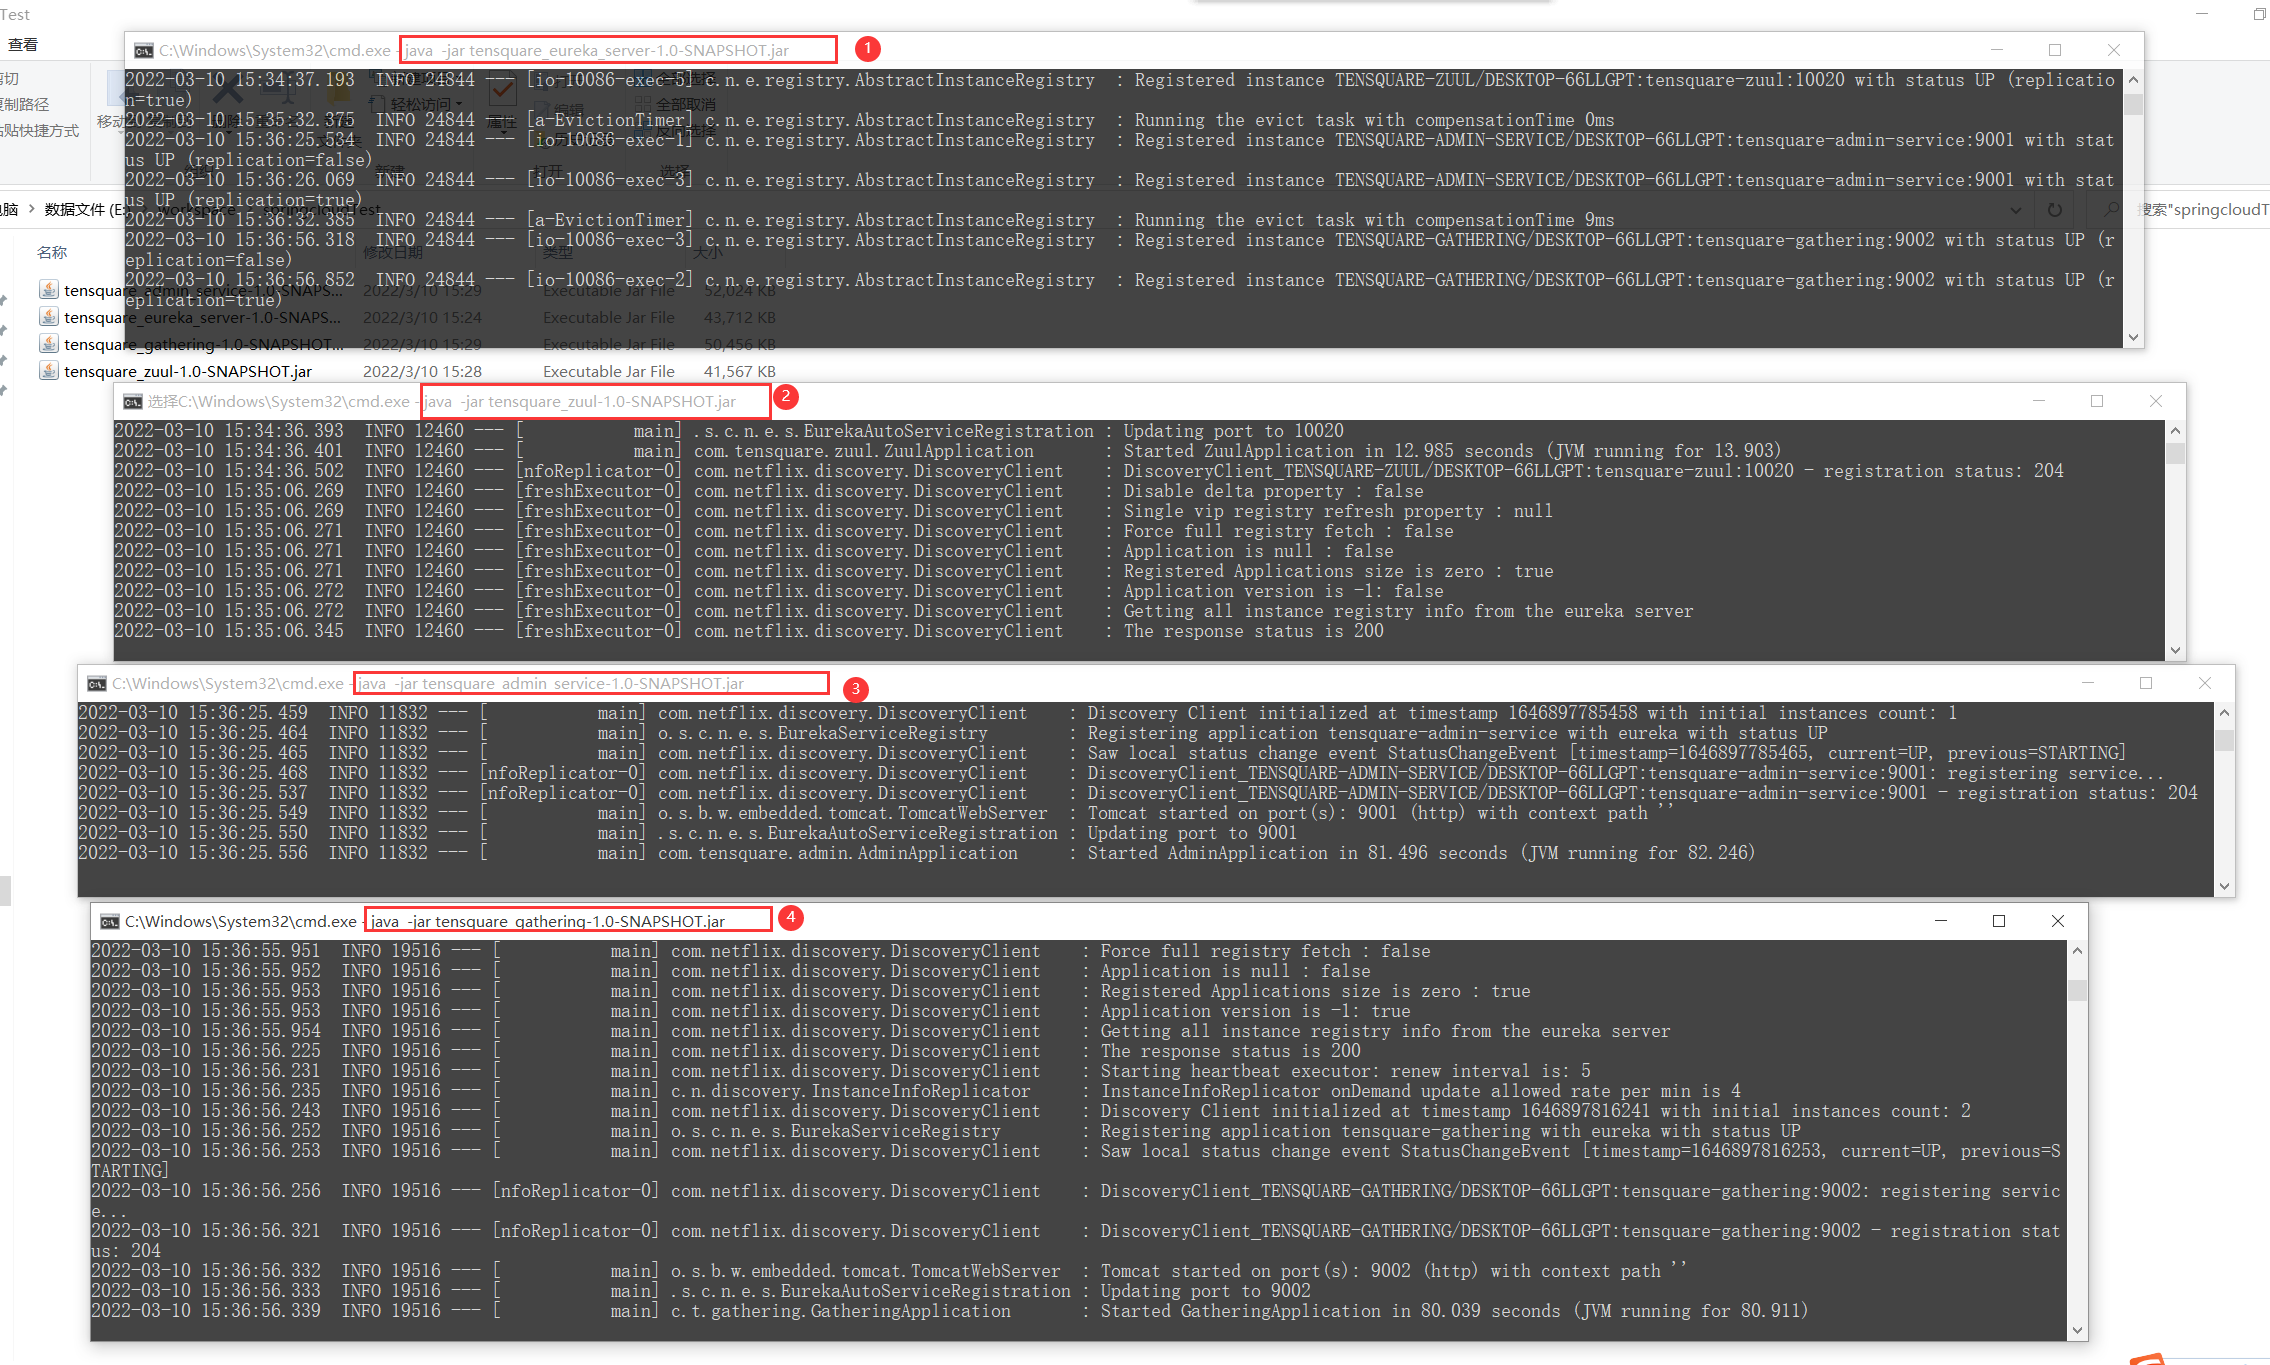 Test
查看
剪切
复制路径
粘贴快捷方式
C:\Windows\System32\cmd.exe - java  -jar tensquare_eureka_server-1.0-SNAPSHOT.jar
1
2022-03-10 15:34:37.193  INFO 24844 --- [io-10086-exec-5] c.n.e.registry.AbstractInstanceRegistry  : Registered instance TENSQUARE-ZUUL/DESKTOP-66LLGPT:tensquare-zuul:10020 with status UP (replicatio
n=true)
2022-03-10 15:35:32.375  INFO 24844 --- [a-EvictionTimer] c.n.e.registry.AbstractInstanceRegistry  : Running the evict task with compensationTime 0ms
2022-03-10 15:36:25.534  INFO 24844 --- [io-10086-exec-1] c.n.e.registry.AbstractInstanceRegistry  : Registered instance TENSQUARE-ADMIN-SERVICE/DESKTOP-66LLGPT:tensquare-admin-service:9001 with stat
us UP (replication=false)
2022-03-10 15:36:26.069  INFO 24844 --- [io-10086-exec-3] c.n.e.registry.AbstractInstanceRegistry  : Registered instance TENSQUARE-ADMIN-SERVICE/DESKTOP-66LLGPT:tensquare-admin-service:9001 with stat
us UP (replication=true)
2022-03-10 15:36:32.385  INFO 24844 --- [a-EvictionTimer] c.n.e.registry.AbstractInstanceRegistry  : Running the evict task with compensationTime 9ms
2022-03-10 15:36:56.318  INFO 24844 --- [io-10086-exec-3] c.n.e.registry.AbstractInstanceRegistry  : Registered instance TENSQUARE-GATHERING/DESKTOP-66LLGPT:tensquare-gathering:9002 with status UP (r
eplication=false)
2022-03-10 15:36:56.852  INFO 24844 --- [io-10086-exec-2] c.n.e.registry.AbstractInstanceRegistry  : Registered instance TENSQUARE-GATHERING/DESKTOP-66LLGPT:tensquare-gathering:9002 with status UP (r
eplication=true)
电脑 > 数据文件 (E:) > workspace > springcloudTest
搜索"springcloudT
名称 修改日期 类型 大小
tensquare_admin_service-1.0-SNAPS... 2022/3/10 15:29 Executable Jar File 52,024 KB
tensquare_eureka_server-1.0-SNAPS... 2022/3/10 15:24 Executable Jar File 43,712 KB
tensquare_gathering-1.0-SNAPSHOT... 2022/3/10 15:29 Executable Jar File 50,456 KB
tensquare_zuul-1.0-SNAPSHOT.jar 2022/3/10 15:28 Executable Jar File 41,567 KB
选择C:\Windows\System32\cmd.exe - java  -jar tensquare_zuul-1.0-SNAPSHOT.jar
2
2022-03-10 15:34:36.393  INFO 12460 --- [           main] .s.c.n.e.s.EurekaAutoServiceRegistration : Updating port to 10020
2022-03-10 15:34:36.401  INFO 12460 --- [           main] com.tensquare.zuul.ZuulApplication       : Started ZuulApplication in 12.985 seconds (JVM running for 13.903)
2022-03-10 15:34:36.502  INFO 12460 --- [nfoReplicator-0] com.netflix.discovery.DiscoveryClient    : DiscoveryClient_TENSQUARE-ZUUL/DESKTOP-66LLGPT:tensquare-zuul:10020 - registration status: 204
2022-03-10 15:35:06.269  INFO 12460 --- [freshExecutor-0] com.netflix.discovery.DiscoveryClient    : Disable delta property : false
2022-03-10 15:35:06.269  INFO 12460 --- [freshExecutor-0] com.netflix.discovery.DiscoveryClient    : Single vip registry refresh property : null
2022-03-10 15:35:06.271  INFO 12460 --- [freshExecutor-0] com.netflix.discovery.DiscoveryClient    : Force full registry fetch : false
2022-03-10 15:35:06.271  INFO 12460 --- [freshExecutor-0] com.netflix.discovery.DiscoveryClient    : Application is null : false
2022-03-10 15:35:06.271  INFO 12460 --- [freshExecutor-0] com.netflix.discovery.DiscoveryClient    : Registered Applications size is zero : true
2022-03-10 15:35:06.272  INFO 12460 --- [freshExecutor-0] com.netflix.discovery.DiscoveryClient    : Application version is -1: false
2022-03-10 15:35:06.272  INFO 12460 --- [freshExecutor-0] com.netflix.discovery.DiscoveryClient    : Getting all instance registry info from the eureka server
2022-03-10 15:35:06.345  INFO 12460 --- [freshExecutor-0] com.netflix.discovery.DiscoveryClient    : The response status is 200
C:\Windows\System32\cmd.exe - java  -jar tensquare_admin_service-1.0-SNAPSHOT.jar
3
2022-03-10 15:36:25.459  INFO 11832 --- [           main] com.netflix.discovery.DiscoveryClient    : Discovery Client initialized at timestamp 1646897785458 with initial instances count: 1
2022-03-10 15:36:25.464  INFO 11832 --- [           main] o.s.c.n.e.s.EurekaServiceRegistry        : Registering application tensquare-admin-service with eureka with status UP
2022-03-10 15:36:25.465  INFO 11832 --- [           main] com.netflix.discovery.DiscoveryClient    : Saw local status change event StatusChangeEvent [timestamp=1646897785465, current=UP, previous=STARTING]
2022-03-10 15:36:25.468  INFO 11832 --- [nfoReplicator-0] com.netflix.discovery.DiscoveryClient    : DiscoveryClient_TENSQUARE-ADMIN-SERVICE/DESKTOP-66LLGPT:tensquare-admin-service:9001: registering service...
2022-03-10 15:36:25.537  INFO 11832 --- [nfoReplicator-0] com.netflix.discovery.DiscoveryClient    : DiscoveryClient_TENSQUARE-ADMIN-SERVICE/DESKTOP-66LLGPT:tensquare-admin-service:9001 - registration status: 204
2022-03-10 15:36:25.549  INFO 11832 --- [           main] o.s.b.w.embedded.tomcat.TomcatWebServer  : Tomcat started on port(s): 9001 (http) with context path ''
2022-03-10 15:36:25.550  INFO 11832 --- [           main] .s.c.n.e.s.EurekaAutoServiceRegistration : Updating port to 9001
2022-03-10 15:36:25.556  INFO 11832 --- [           main] com.tensquare.admin.AdminApplication     : Started AdminApplication in 81.496 seconds (JVM running for 82.246)
C:\Windows\System32\cmd.exe - java  -jar tensquare_gathering-1.0-SNAPSHOT.jar
4
2022-03-10 15:36:55.951  INFO 19516 --- [           main] com.netflix.discovery.DiscoveryClient    : Force full registry fetch : false
2022-03-10 15:36:55.952  INFO 19516 --- [           main] com.netflix.discovery.DiscoveryClient    : Application is null : false
2022-03-10 15:36:55.953  INFO 19516 --- [           main] com.netflix.discovery.DiscoveryClient    : Registered Applications size is zero : true
2022-03-10 15:36:55.953  INFO 19516 --- [           main] com.netflix.discovery.DiscoveryClient    : Application version is -1: true
2022-03-10 15:36:55.954  INFO 19516 --- [           main] com.netflix.discovery.DiscoveryClient    : Getting all instance registry info from the eureka server
2022-03-10 15:36:56.225  INFO 19516 --- [           main] com.netflix.discovery.DiscoveryClient    : The response status is 200
2022-03-10 15:36:56.231  INFO 19516 --- [           main] com.netflix.discovery.DiscoveryClient    : Starting heartbeat executor: renew interval is: 5
2022-03-10 15:36:56.235  INFO 19516 --- [           main] c.n.discovery.InstanceInfoReplicator     : InstanceInfoReplicator onDemand update allowed rate per min is 4
2022-03-10 15:36:56.243  INFO 19516 --- [           main] com.netflix.discovery.DiscoveryClient    : Discovery Client initialized at timestamp 1646897816241 with initial instances count: 2
2022-03-10 15:36:56.252  INFO 19516 --- [           main] o.s.c.n.e.s.EurekaServiceRegistry        : Registering application tensquare-gathering with eureka with status UP
2022-03-10 15:36:56.253  INFO 19516 --- [           main] com.netflix.discovery.DiscoveryClient    : Saw local status change event StatusChangeEvent [timestamp=1646897816253, current=UP, previous=S
TARTING]
2022-03-10 15:36:56.256  INFO 19516 --- [nfoReplicator-0] com.netflix.discovery.DiscoveryClient    : DiscoveryClient_TENSQUARE-GATHERING/DESKTOP-66LLGPT:tensquare-gathering:9002: registering servic
e...
2022-03-10 15:36:56.321  INFO 19516 --- [nfoReplicator-0] com.netflix.discovery.DiscoveryClient    : DiscoveryClient_TENSQUARE-GATHERING/DESKTOP-66LLGPT:tensquare-gathering:9002 - registration stat
us: 204
2022-03-10 15:36:56.332  INFO 19516 --- [           main] o.s.b.w.embedded.tomcat.TomcatWebServer  : Tomcat started on port(s): 9002 (http) with context path ''
2022-03-10 15:36:56.333  INFO 19516 --- [           main] .s.c.n.e.s.EurekaAutoServiceRegistration : Updating port to 9002
2022-03-10 15:36:56.339  INFO 19516 --- [           main] c.t.gathering.GatheringApplication       : Started GatheringApplication in 80.039 seconds (JVM running for 80.911)